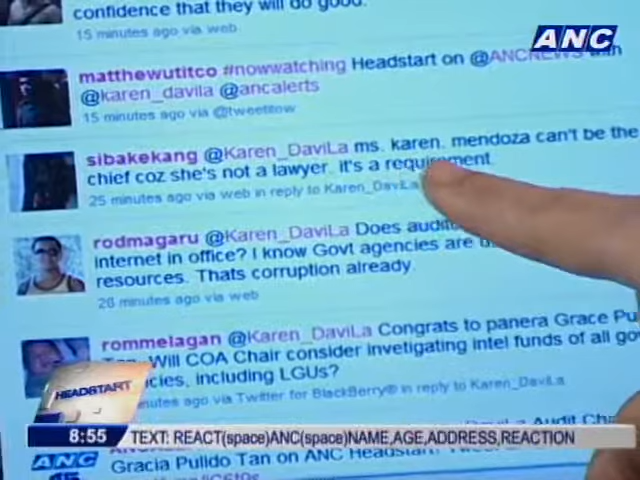 confidence that they will do good.
15 minutes ago via web
ANC
matthewutitco #nowwatching Headstart on @ANCNEWS with
@karen_davila @ancalerts
15 minutes ago via @tweetitow
sibakekang @Karen_DaviLa ms. karen. mendoza can't be the
chief coz she's not a lawyer. it's a requirement.
25 minutes ago via web in reply to Karen_DaviLa
rodmagaru @Karen_DaviLa Does
internet in office? I know Govt agencies are
resources. Thats corruption already.
26 minutes ago via web
rommelagan @Karen_DaviLa Congrats to panera Grace
Will COA Chair consider invetigating intel funds of all
including LGUs?
minutes ago via Twitter for BlackBerry® in reply to Karen_DaviLa
HEADSTART
8:55 TEXT: REACT(space)ANC(space)NAME,AGE,ADDRESS,REACTION
ANC
Gracia Pulido Tan on ANC Headstart.